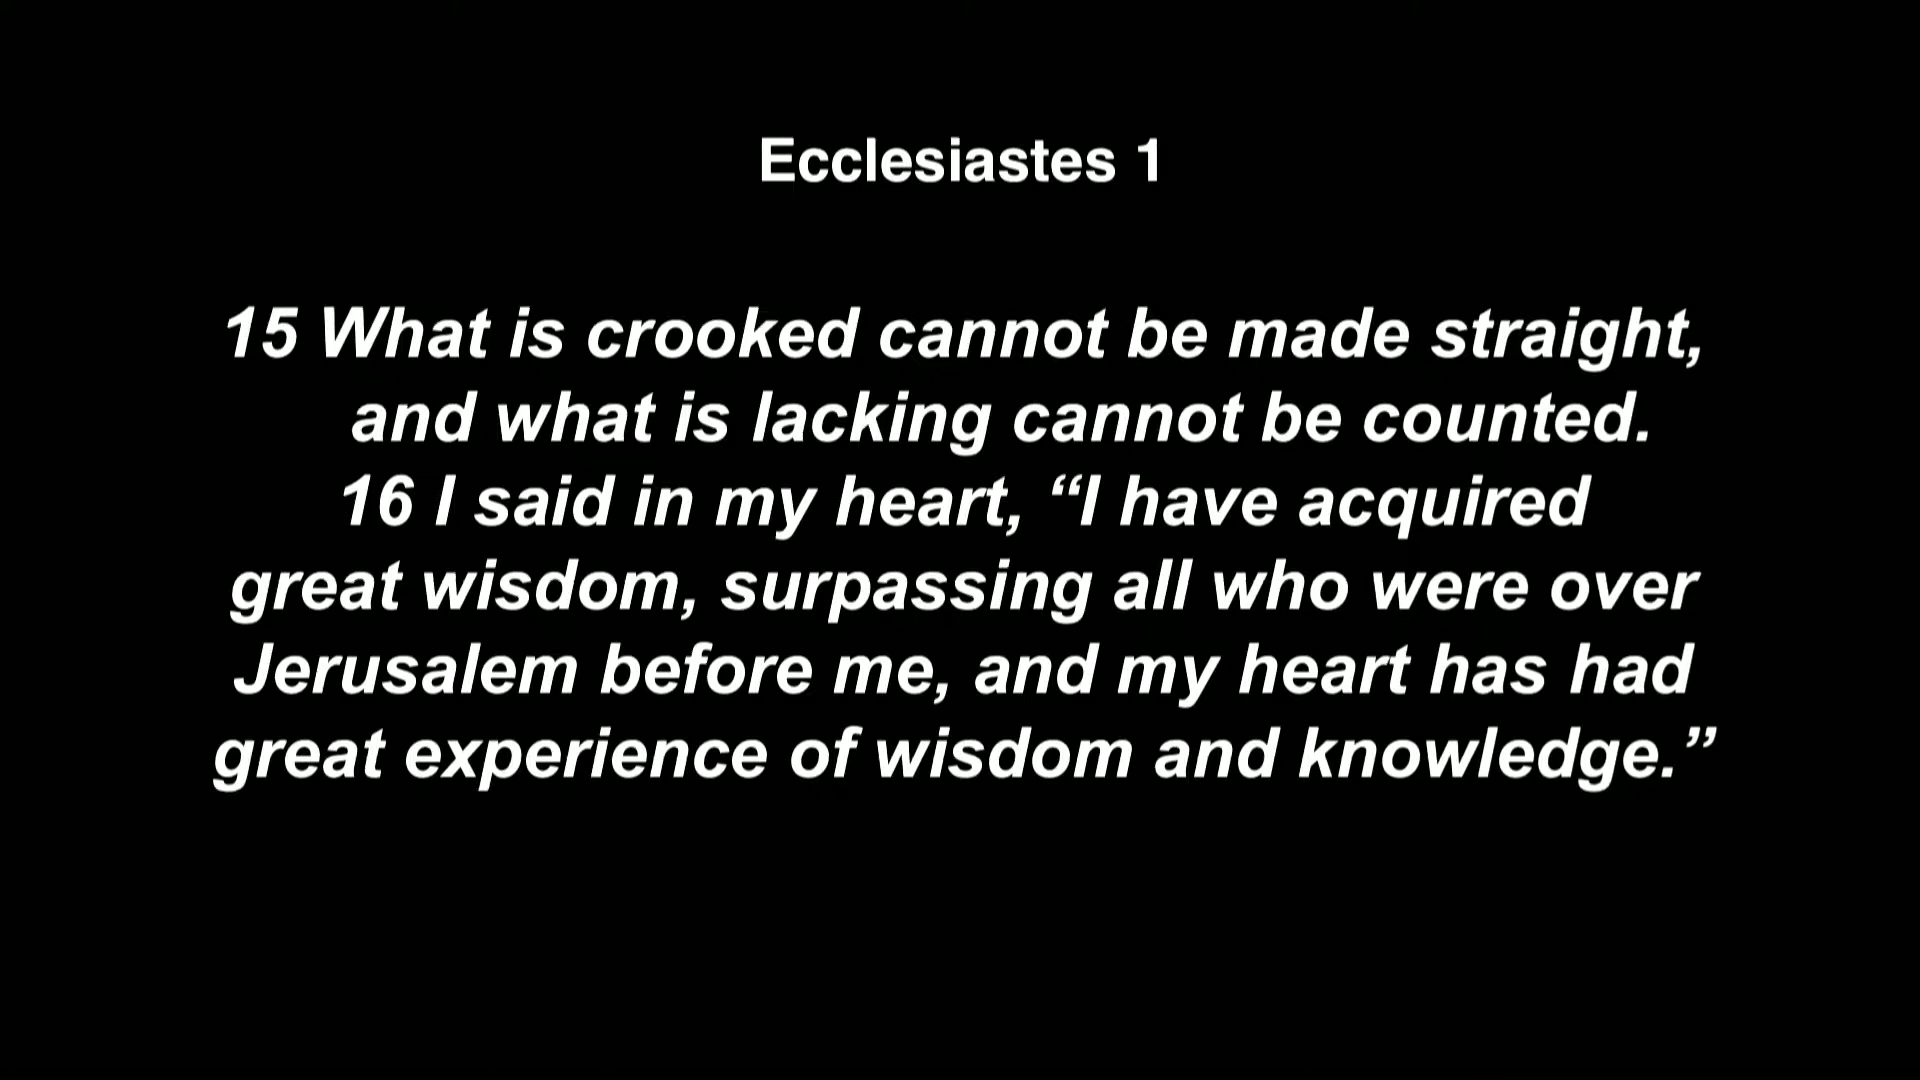 Ecclesiastes 1
15 What is crooked cannot be made straight,
and what is lacking cannot be counted.
16 I said in my heart, “I have acquired
great wisdom, surpassing all who were over
Jerusalem before me, and my heart has had
great experience of wisdom and knowledge.”